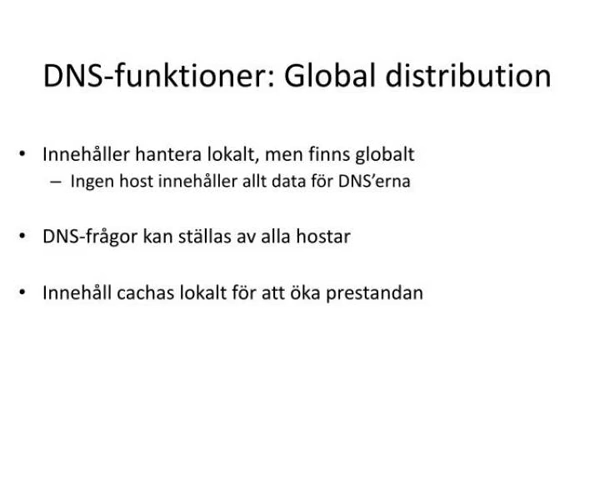 DNS-funktioner: Global distribution
• Innehåller hantera lokalt, men finns globalt
– Ingen host innehåller allt data för DNS’erna
• DNS-frågor kan ställas av alla hostar
• Innehåll cachas lokalt för att öka prestandan